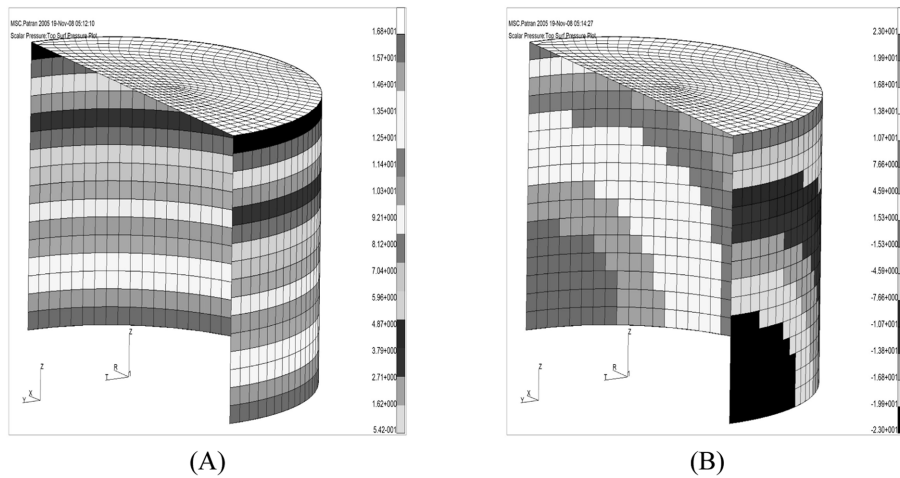 MSC.Patran 2005 19-Nov-08 05:12:10
Scalar Pressure:Top Surf,Pressure Plot,
1.68+001
1.57+001
1.46+001
1.35+001
1.25+001
1.14+001
1.03+001
9.21+000
8.12+000
7.04+000
5.96+000
4.87+000
3.79+000
2.71+000
1.62+000
5.42-001
Z
R
T
1
Z
X
Y
(A)
MSC.Patran 2005 19-Nov-08 05:14:27
Scalar Pressure:Top Surf,Pressure Plot,
2.30+001
1.99+001
1.68+001
1.38+001
1.07+001
7.66+000
4.59+000
1.53+000
-1.53+000
-4.59+000
-7.66+000
-1.07+001
-1.38+001
-1.68+001
-1.99+001
-2.30+001
Z
R
T
1
Z
X
Y
(B)